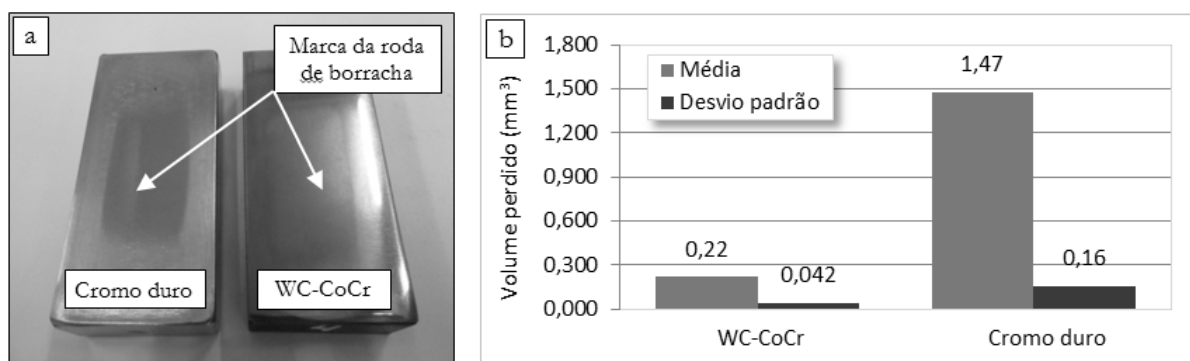 a
Marca da roda
de borracha
Cromo duro
WC-CoCr
b
Volume perdido (mm³)
1,800
1,500
1,200
0,900
0,600
0,300
0,000
Média
Desvio padrão
0,22
0,042
1,47
0,16
WC-CoCr
Cromo duro